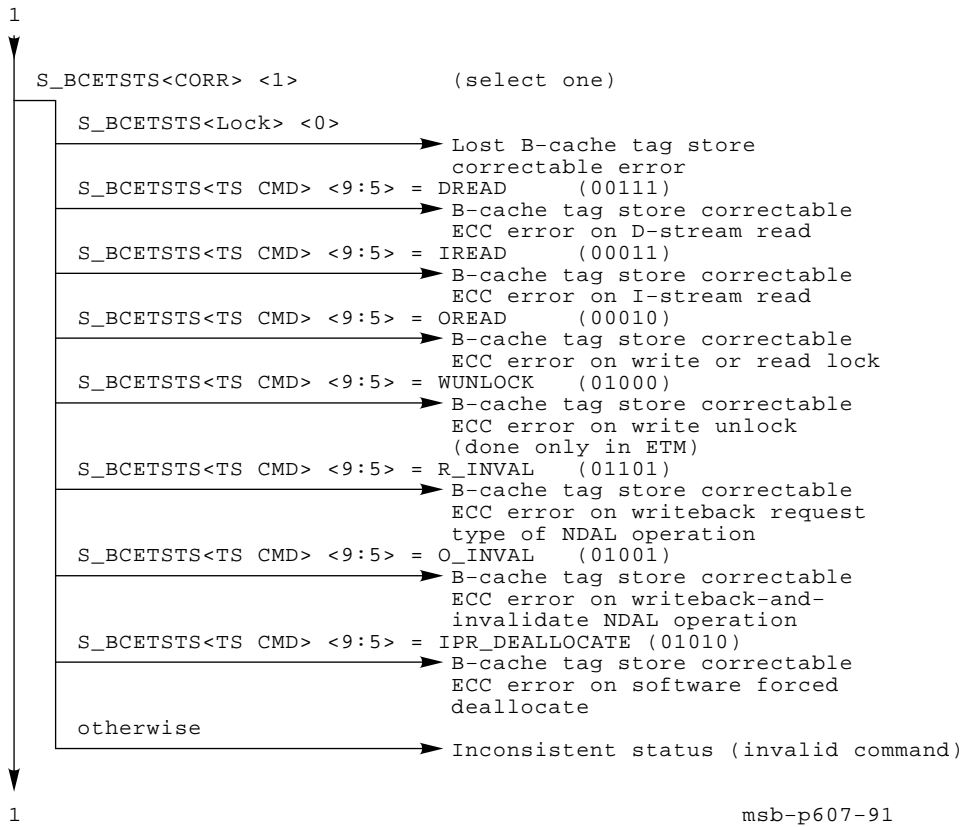 1
S_BCETSTS<CORR> <1> (select one)
S_BCETSTS<Lock> <0>
Lost B-cache tag store
correctable error
S_BCETSTS<TS CMD> <9:5> = DREAD (00111)
B-cache tag store correctable
ECC error on D-stream read
S_BCETSTS<TS CMD> <9:5> = IREAD (00011)
B-cache tag store correctable
ECC error on I-stream read
S_BCETSTS<TS CMD> <9:5> = OREAD (00010)
B-cache tag store correctable
ECC error on write or read lock
S_BCETSTS<TS CMD> <9:5> = WUNLOCK (01000)
B-cache tag store correctable
ECC error on write unlock
(done only in ETM)
S_BCETSTS<TS CMD> <9:5> = R_INVAL (01101)
B-cache tag store correctable
ECC error on writeback request
type of NDAL operation
S_BCETSTS<TS CMD> <9:5> = O_INVAL (01001)
B-cache tag store correctable
ECC error on writeback-and-
invalidate NDAL operation
S_BCETSTS<TS CMD> <9:5> = IPR_DEALLOCATE (01010)
B-cache tag store correctable
ECC error on software forced
deallocate
otherwise
Inconsistent status (invalid command)
1 msb-p607-91